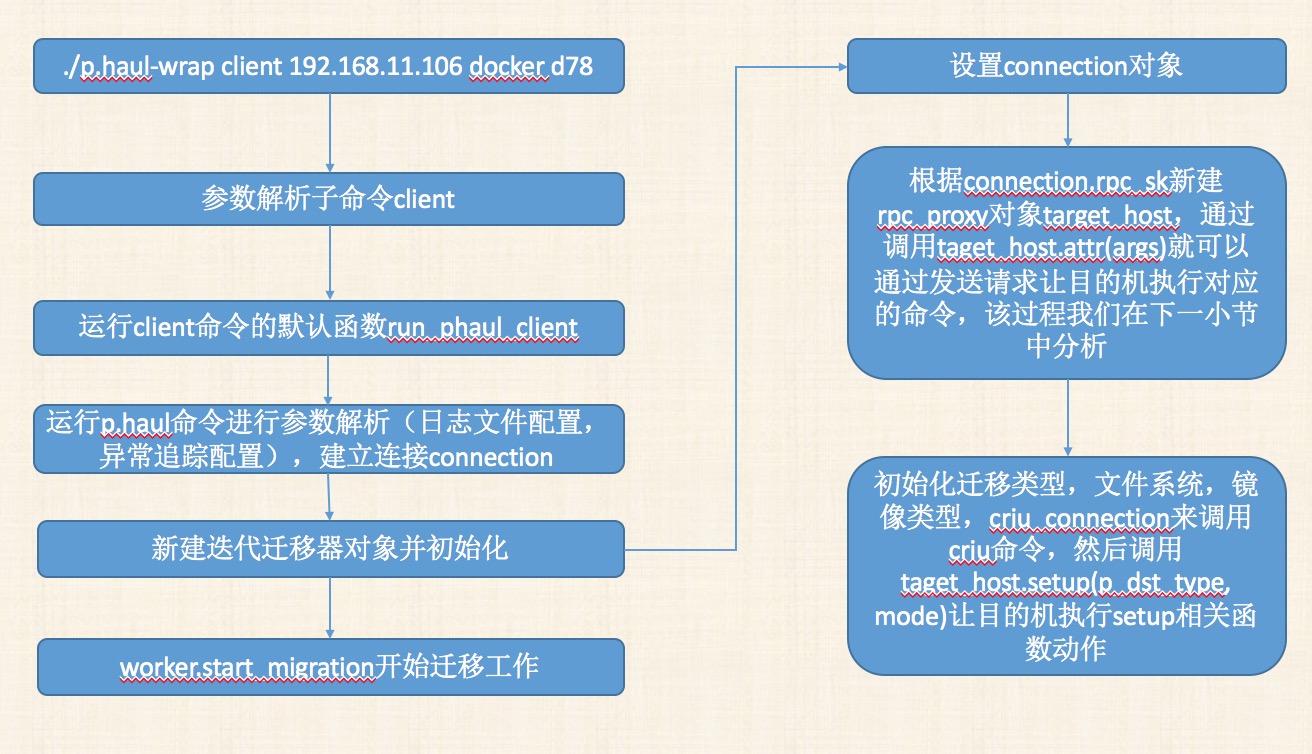 ./p.haul-wrap client 192.168.11.106 docker d78
参数解析子命令client
运行client命令的默认函数run_phaul_client
运行p.haul命令进行参数解析（日志文件配置，
异常追踪配置），建立连接connection
新建迭代迁移器对象并初始化
worker.start_migration开始迁移工作
设置connection对象
根据connection.rpc_sk新建
rpc_proxy对象target_host，通过
调用taget_host.attr(args)就可以
通过发送请求让目的机执行对应
的命令，该过程我们在下一小节
中分析
初始化迁移类型，文件系统，镜
像类型，criu_connection来调用
criu命令，然后调用
taget_host.setup(p_dst_type,
mode)让目的机执行setup相关函
数动作